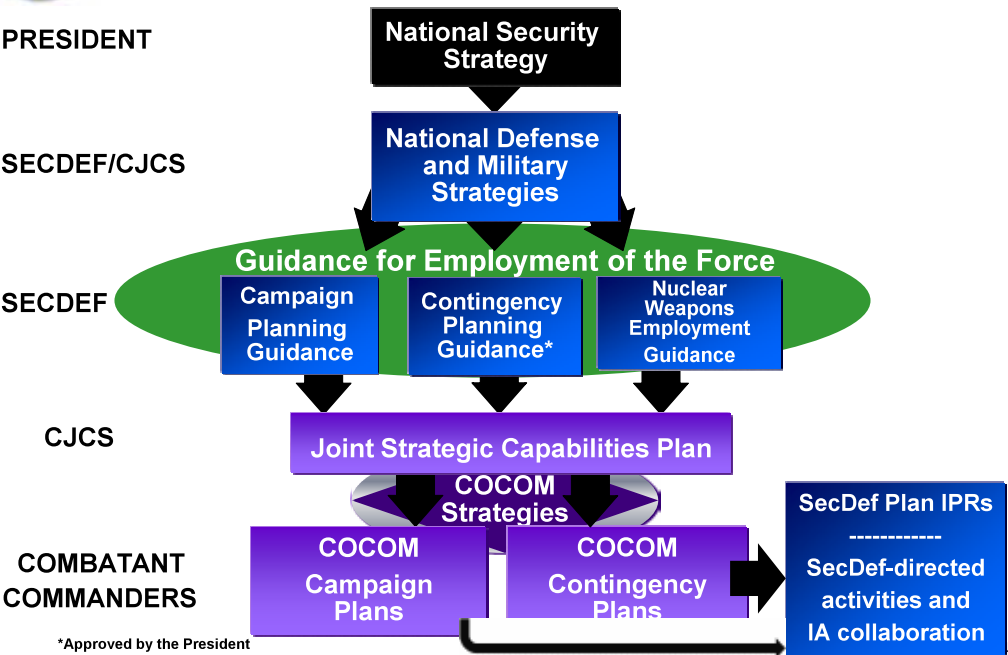 PRESIDENT
National Security
Strategy
SECDEF/CJCS
National Defense
and Military
Strategies
Guidance for Employment of the Force
SECDEF
Campaign
Planning
Guidance
Contingency
Planning
Guidance*
Nuclear
Weapons
Employment
Guidance
CJCS
Joint Strategic Capabilities Plan
COCOM
Strategies
COMBATANT
COMMANDERS
COCOM
Campaign
Plans
COCOM
Contingency
Plans
SecDef Plan IPRs
------------
SecDef-directed
activities and
IA collaboration
*Approved by the President